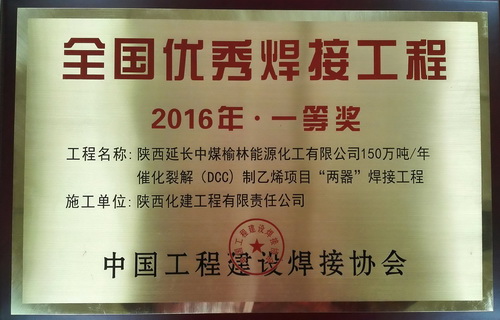 全国优秀焊接工程
2016年·一等奖
工程名称：陕西延长中煤榆林能源化工有限公司150万吨/年
催化裂解（DCC）制乙烯项目“两器”焊接工程
施工单位：陕西化建工程有限责任公司
中国工程建设焊接协会